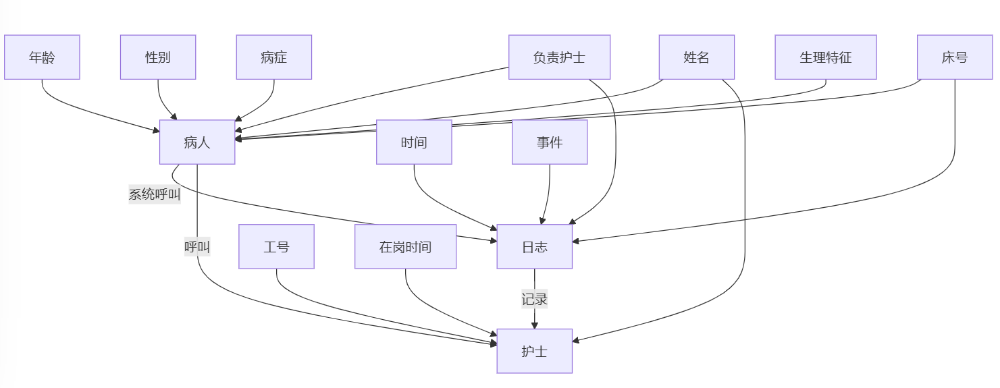 年龄
性别
病症
负责护士
姓名
生理特征
床号
病人
时间
事件
系统呼叫
呼叫
工号
在岗时间
日志
记录
护士